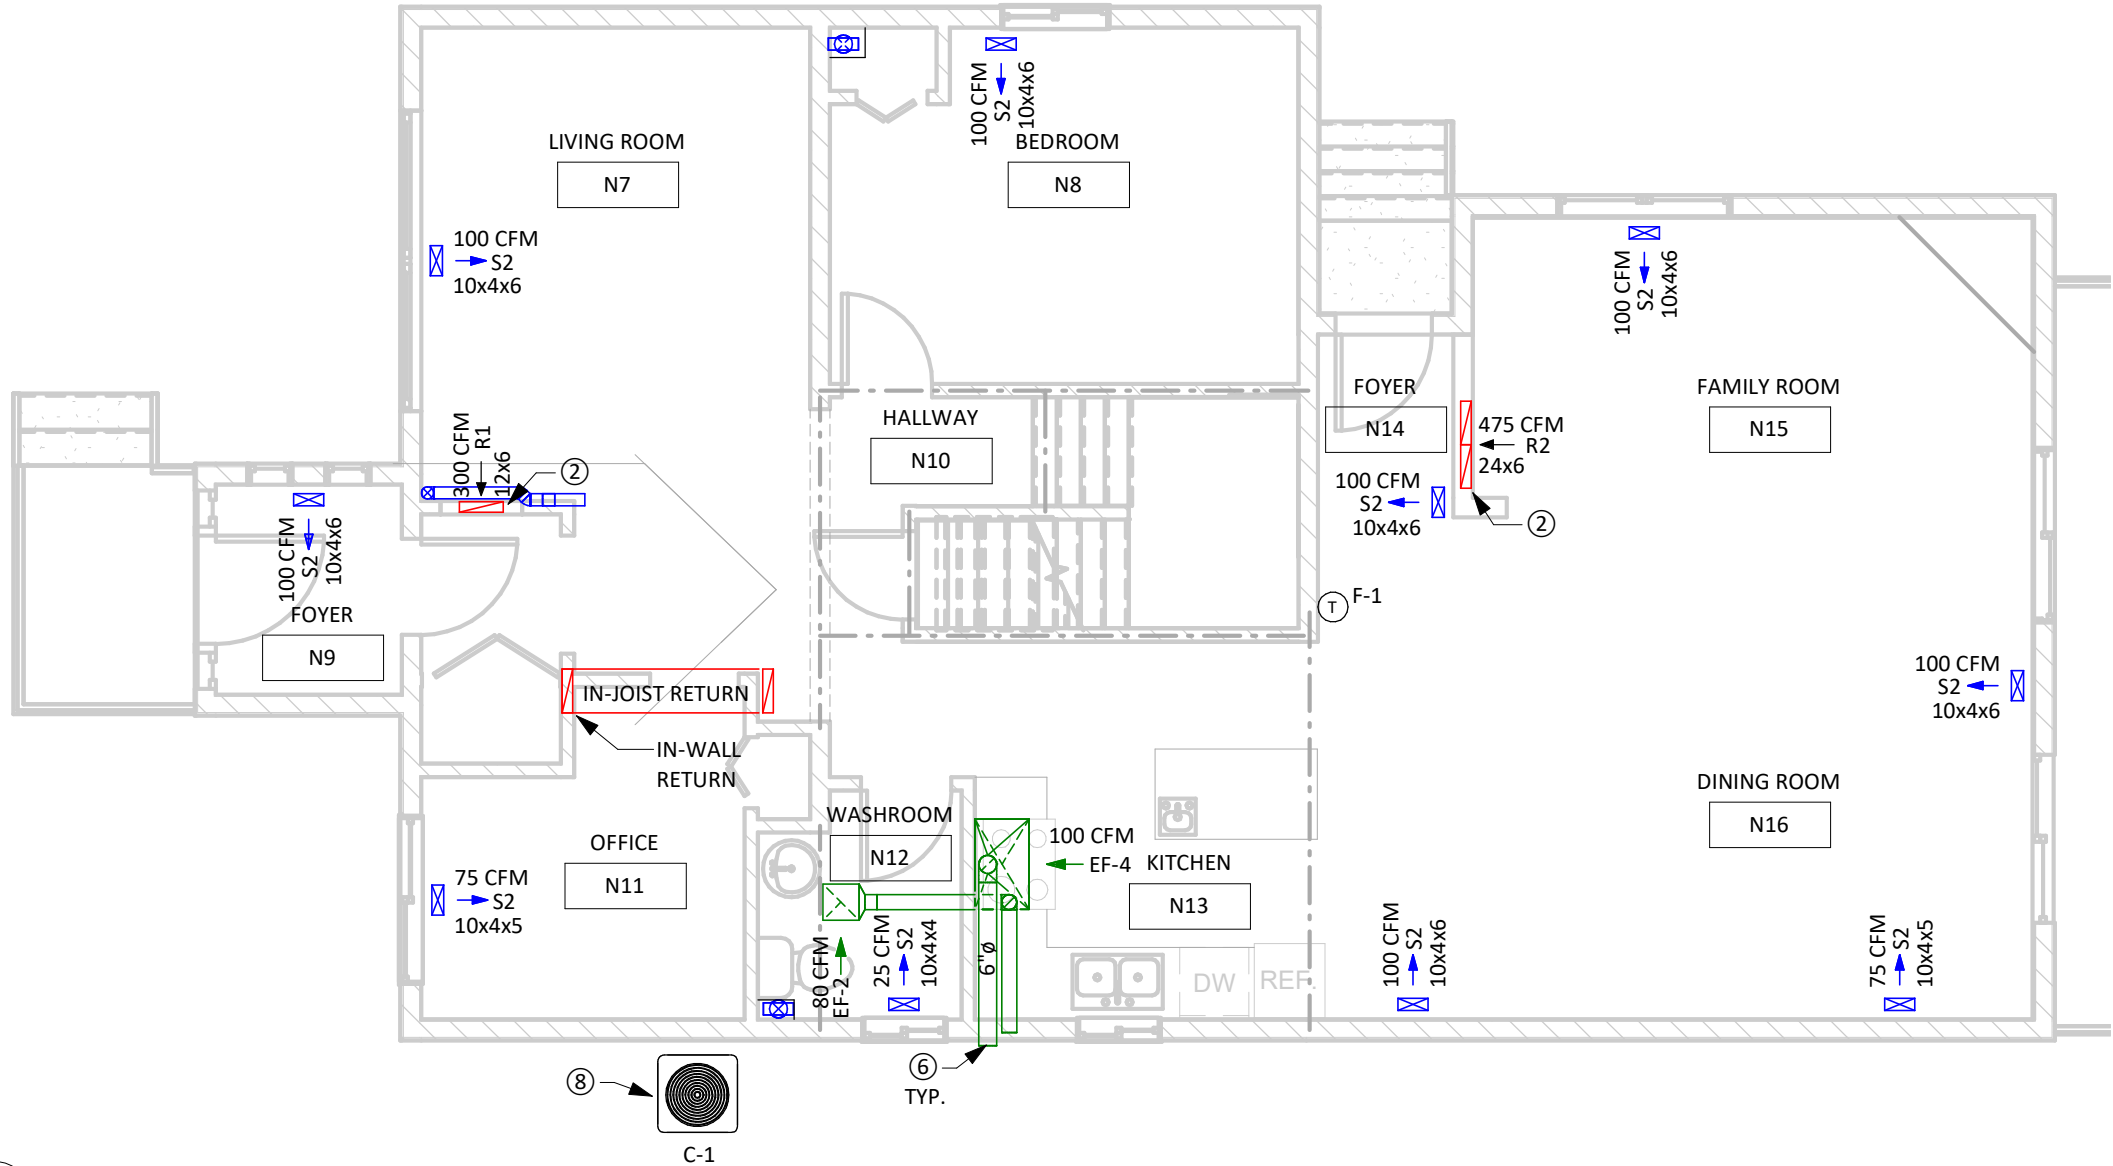 100 CFM
S2
10x4x6
LIVING ROOM
N7
BEDROOM
N8
100 CFM
S2
10x4x6
100 CFM
S2
10x4x6
FOYER
N14
FAMILY ROOM
N15
HALLWAY
N10
300 CFM
R1
12x6
2
475 CFM
R2
24x6
2
100 CFM
S2
10x4x6
100 CFM
S2
10x4x6
FOYER
N9
T
F-1
IN-JOIST RETURN
IN-WALL
RETURN
100 CFM
S2
10x4x6
DINING ROOM
N16
WASHROOM
N12
100 CFM
EF-4
KITCHEN
N13
OFFICE
N11
75 CFM
S2
10x4x5
80 CFM
EF-2
25 CFM
S2
10x4x4
6"ø
DW
REF.
100 CFM
S2
10x4x6
75 CFM
S2
10x4x5
6
TYP.
8
C-1